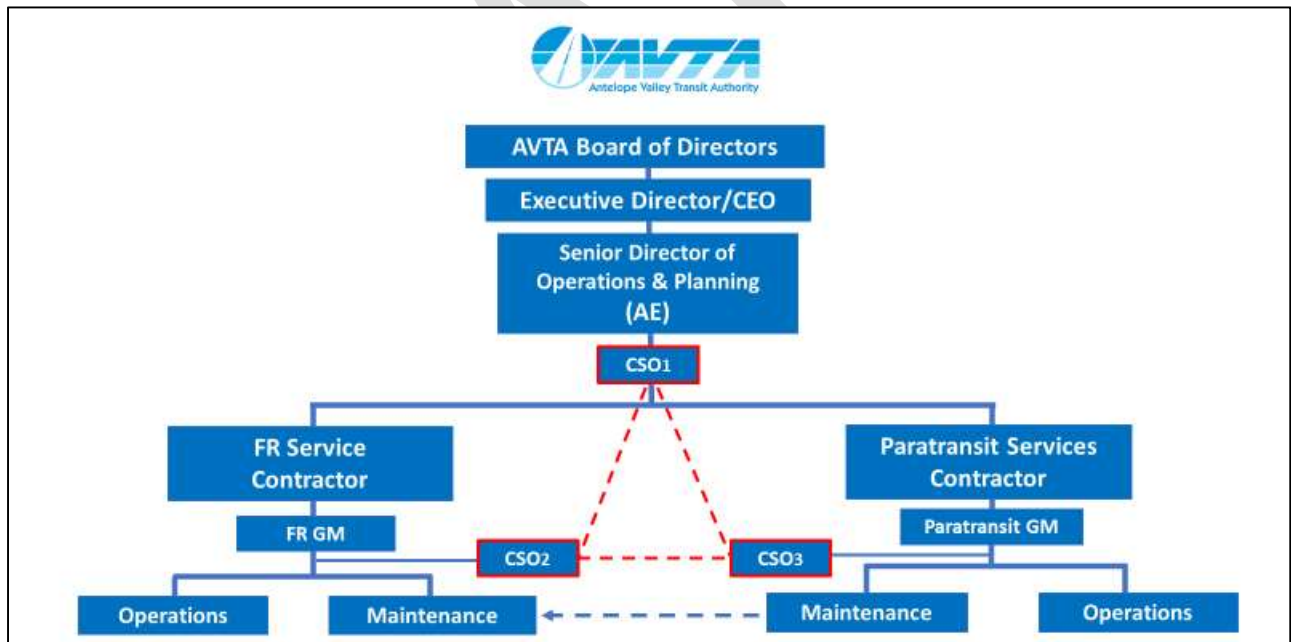 AVTA
Antelope Valley Transit Authority
AVTA Board of Directors
Executive Director/CEO
Senior Director of
Operations & Planning
(AE)
CSO1
FR Service
Contractor
Paratransit Services
Contractor
FR GM
Paratransit GM
CSO2
CSO3
Operations
Maintenance
Maintenance
Operations